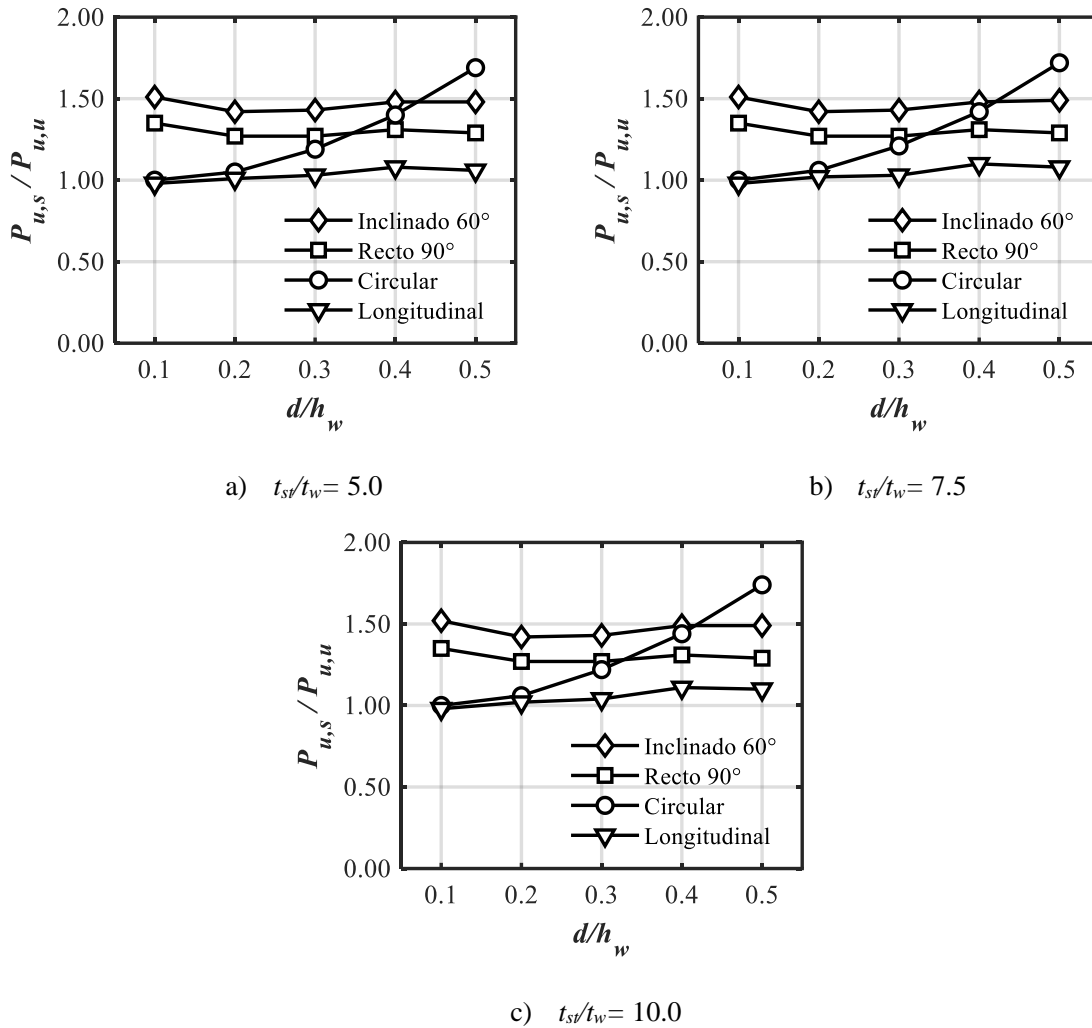 2.00
1.50
1.00
0.50
0.00
P u,s / P u,u
Inclinado 60°
Recto 90°
Circular
Longitudinal
0.1 0.2 0.3 0.4 0.5
d/h w
a) t st/t w= 5.0
2.00
1.50
1.00
0.50
0.00
P u,s / P u,u
Inclinado 60°
Recto 90°
Circular
Longitudinal
0.1 0.2 0.3 0.4 0.5
d/h w
b) t st/t w= 7.5
2.00
1.50
1.00
0.50
0.00
P u,s / P u,u
Inclinado 60°
Recto 90°
Circular
Longitudinal
0.1 0.2 0.3 0.4 0.5
d/h w
c) t st/t w= 10.0